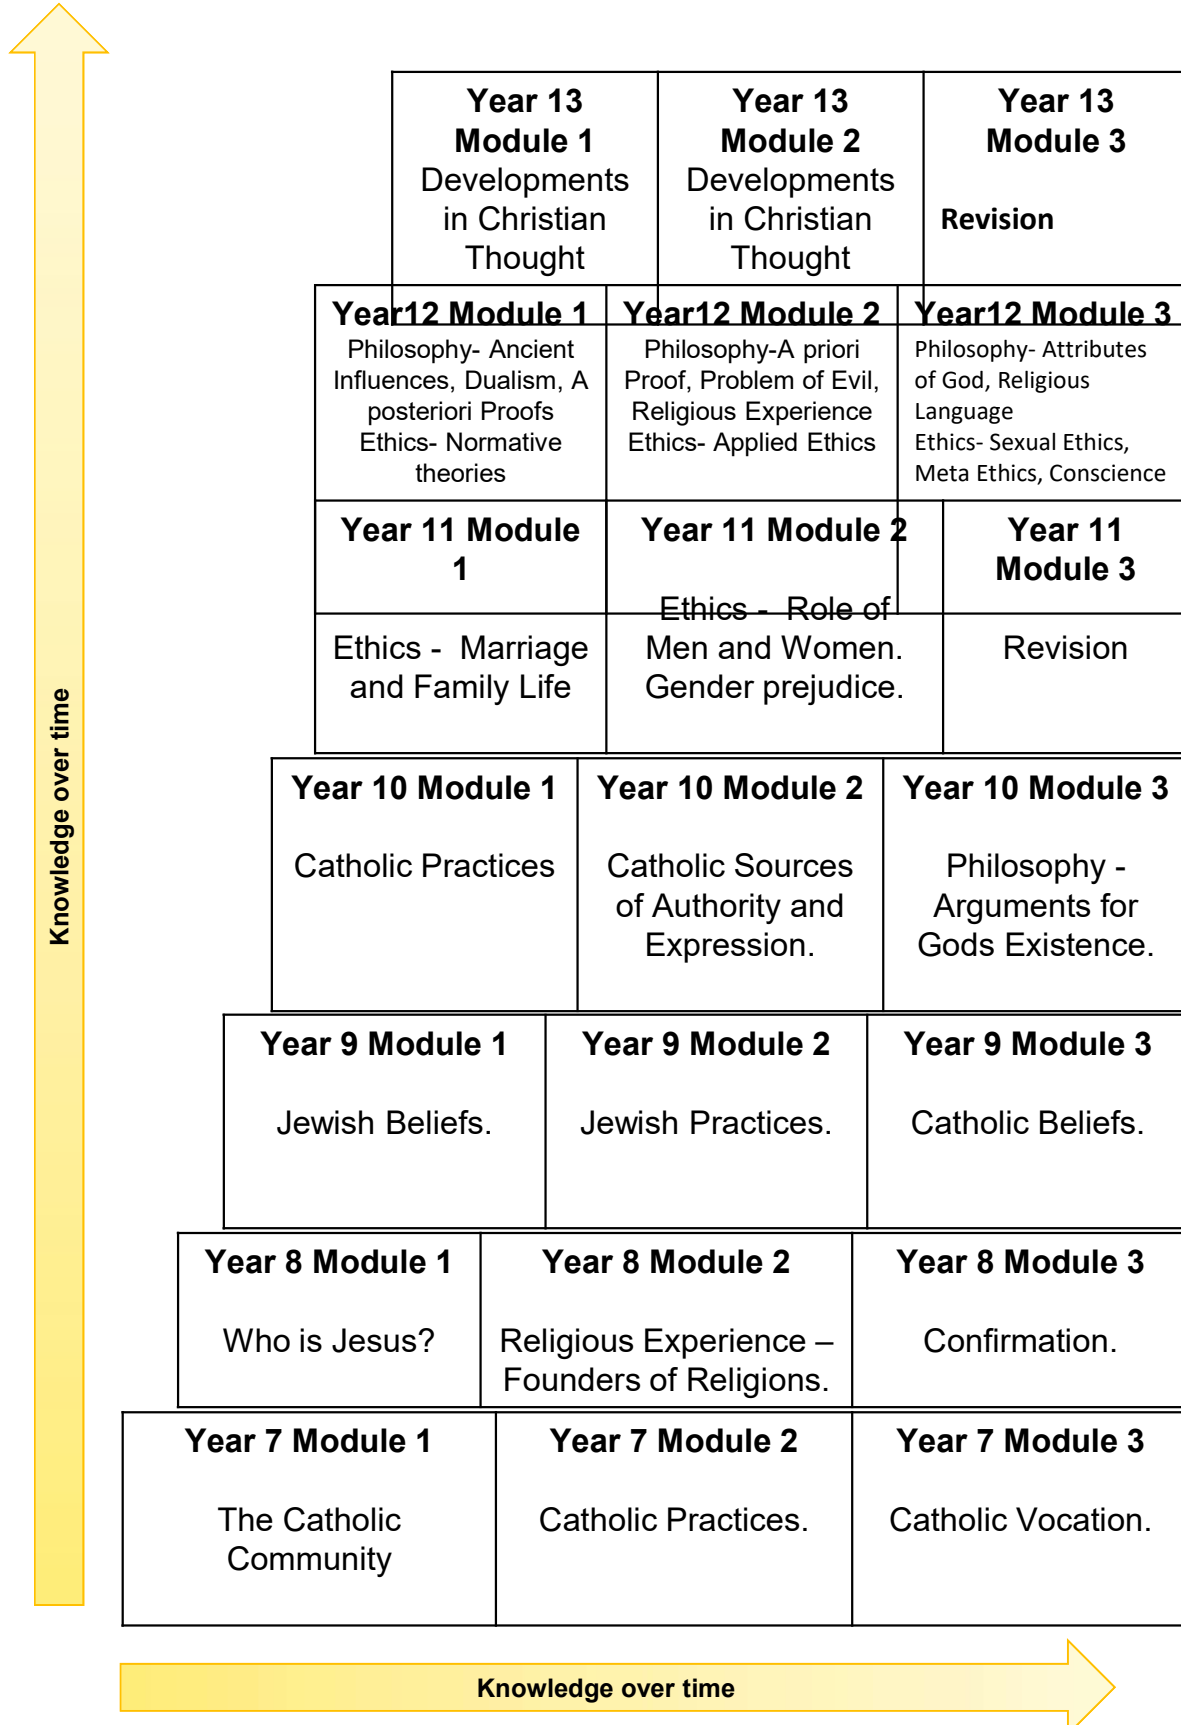 Year 13
Module 1
Developments
in Christian
Thought
Year 13
Module 2
Developments
in Christian
Thought
Year 13
Module 3
Revision
Year12 Module 1
Philosophy- Ancient
Influences, Dualism, A
posteriori Proofs
Ethics- Normative
theories
Year12 Module 2
Philosophy-A priori
Proof, Problem of Evil,
Religious Experience
Ethics- Applied Ethics
Year12 Module 3
Philosophy- Attributes
of God, Religious
Language
Ethics- Sexual Ethics,
Meta Ethics, Conscience
Year 11 Module
1
Ethics -  Marriage
and Family Life
Year 11 Module 2
Ethics -  Role of
Men and Women.
Gender prejudice.
Year 11
Module 3
Revision
Year 10 Module 1
Catholic Practices
Year 10 Module 2
Catholic Sources
of Authority and
Expression.
Year 10 Module 3
Philosophy -
Arguments for
Gods Existence.
Year 9 Module 1
Jewish Beliefs.
Year 9 Module 2
Jewish Practices.
Year 9 Module 3
Catholic Beliefs.
Year 8 Module 1
Who is Jesus?
Year 8 Module 2
Religious Experience –
Founders of Religions.
Year 8 Module 3
Confirmation.
Year 7 Module 1
The Catholic
Community
Year 7 Module 2
Catholic Practices.
Year 7 Module 3
Catholic Vocation.
Knowledge over time
Knowledge over time